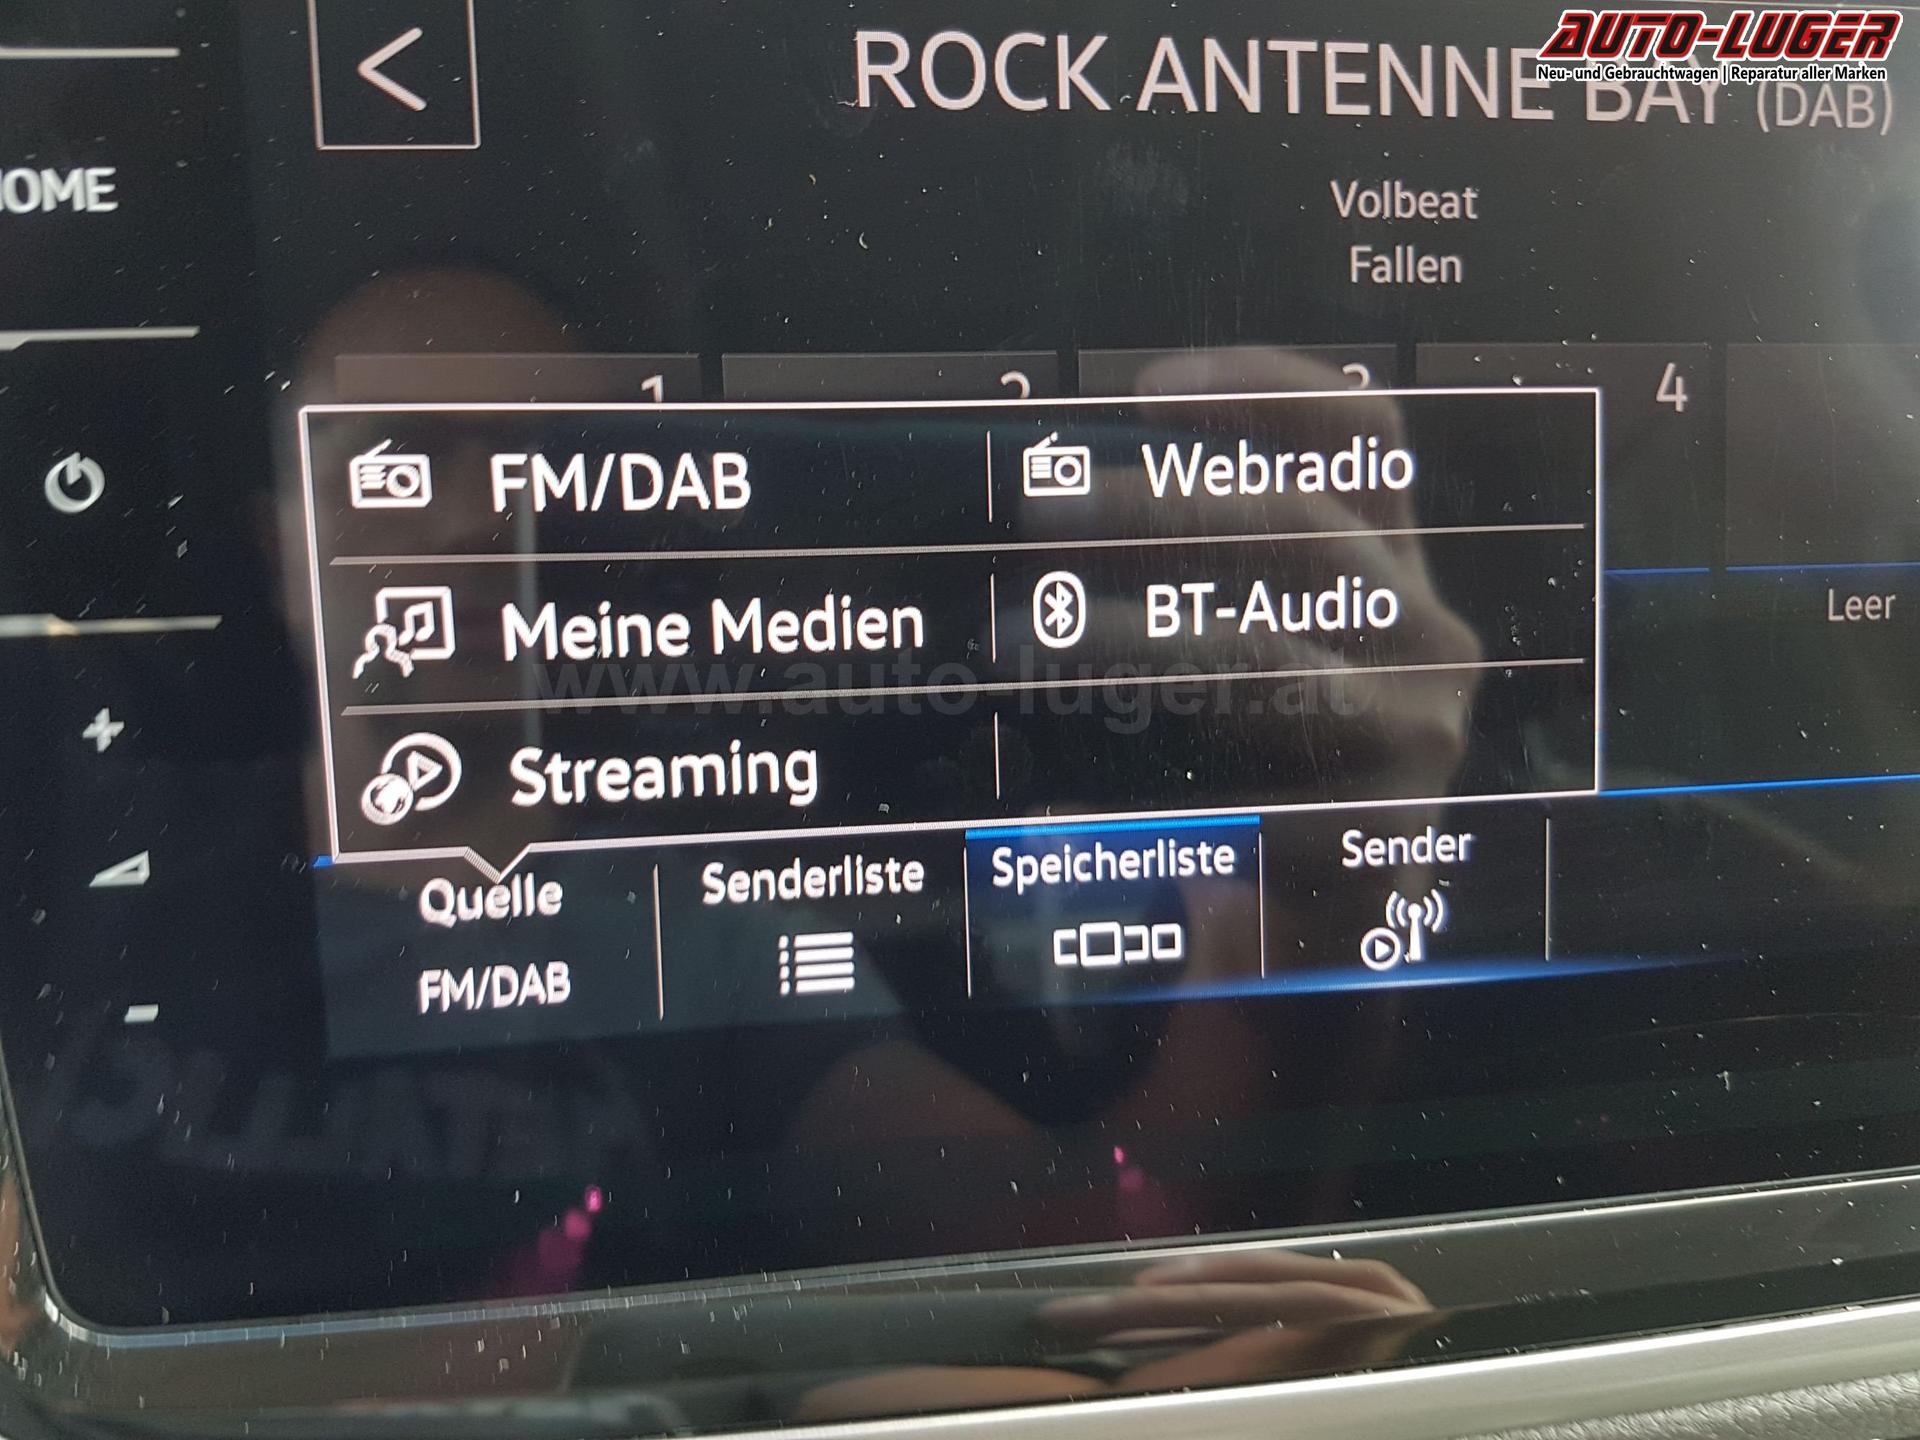 AUTO-LUGER
Neu- und Gebrauchtwagen | Reparatur aller Marken
<
ROCK ANTENNE BAY (DAB)
Volbeat
Fallen
1
2
3
4
FM/DAB
Webradio
Meine Medien
BT-Audio
Leer
www.auto-luger.at
Streaming
Quelle
Senderliste
Speicherliste
Sender
FM/DAB
+
-